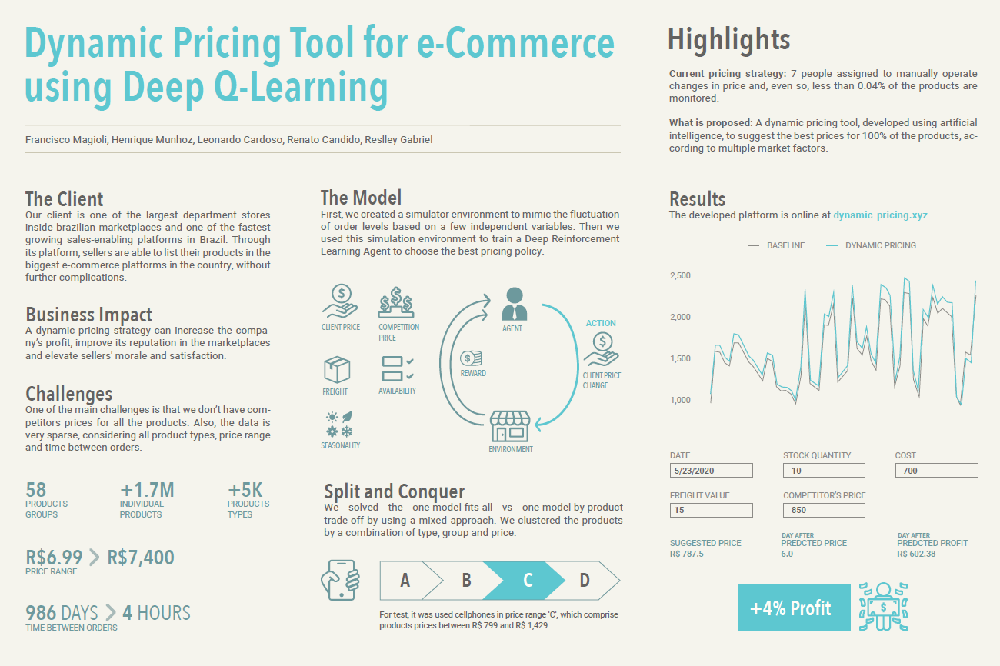 Dynamic Pricing Tool for e-Commerce
using Deep Q-Learning
Francisco Magioli, Henrique Munhoz, Leonardo Cardoso, Renato Candido, Reslley Gabriel
Highlights
Current pricing strategy: 7 people assigned to manually operate
changes in price and, even so, less than 0.04% of the products are
monitored.
What is proposed: A dynamic pricing tool, developed using artificial
intelligence, to suggest the best prices for 100% of the products, ac-
cording to multiple market factors.
The Client
Our client is one of the largest department stores
inside brazilian marketplaces and one of the fastest
growing sales-enabling platforms in Brazil. Through
its platform, sellers are able to list their products in the
biggest e-commerce platforms in the country, without
further complications.
Business Impact
A dynamic pricing strategy can increase the compa-
ny's profit, improve its reputation in the marketplaces
and elevate sellers' morale and satisfaction.
Challenges
One of the main challenges is that we don't have com-
petitors prices for all the products. Also, the data is
very sparse, considering all product types, price range
and time between orders.
58
PRODUCTS
GROUPS
+1.7M
INDIVIDUAL
PRODUCTS
+5K
PRODUCTS
TYPES
R$6.99 > R$7,400
PRICE RANGE
986 DAYS > 4 HOURS
TIME BETWEEN ORDERS
The Model
First, we created a simulator environment to mimic the fluctuation
of order levels based on a few independent variables. Then we
used this simulation environment to train a Deep Reinforcement
Learning Agent to choose the best pricing policy.
CLIENT PRICE
COMPETITION
PRICE
FREIGHT
AVAILABILITY
SEASONALITY
AGENT
REWARD
ACTION
CLIENT PRICE
CHANGE
ENVIRONMENT
Split and Conquer
We solved the one-model-fits-all vs one-model-by-product
trade-off by using a mixed approach. We clustered the products
by a combination of type, group and price.
A B C D
For test, it was used cellphones in price range 'C', which comprise
products prices between R$ 799 and R$ 1,429.
Results
The developed platform is online at dynamic-pricing.xyz.
BASELINE DYNAMIC PRICING
2,500
2,000
1,500
1,000
DATE
5/23/2020
STOCK QUANTITY
10
COST
700
FREIGHT VALUE
15
COMPETITOR'S PRICE
850
SUGGESTED PRICE
R$ 787.5
DAY AFTER
PREDCTED PRICE
6.0
DAY AFTER
PREDCTED PROFIT
R$ 602.38
+4% Profit